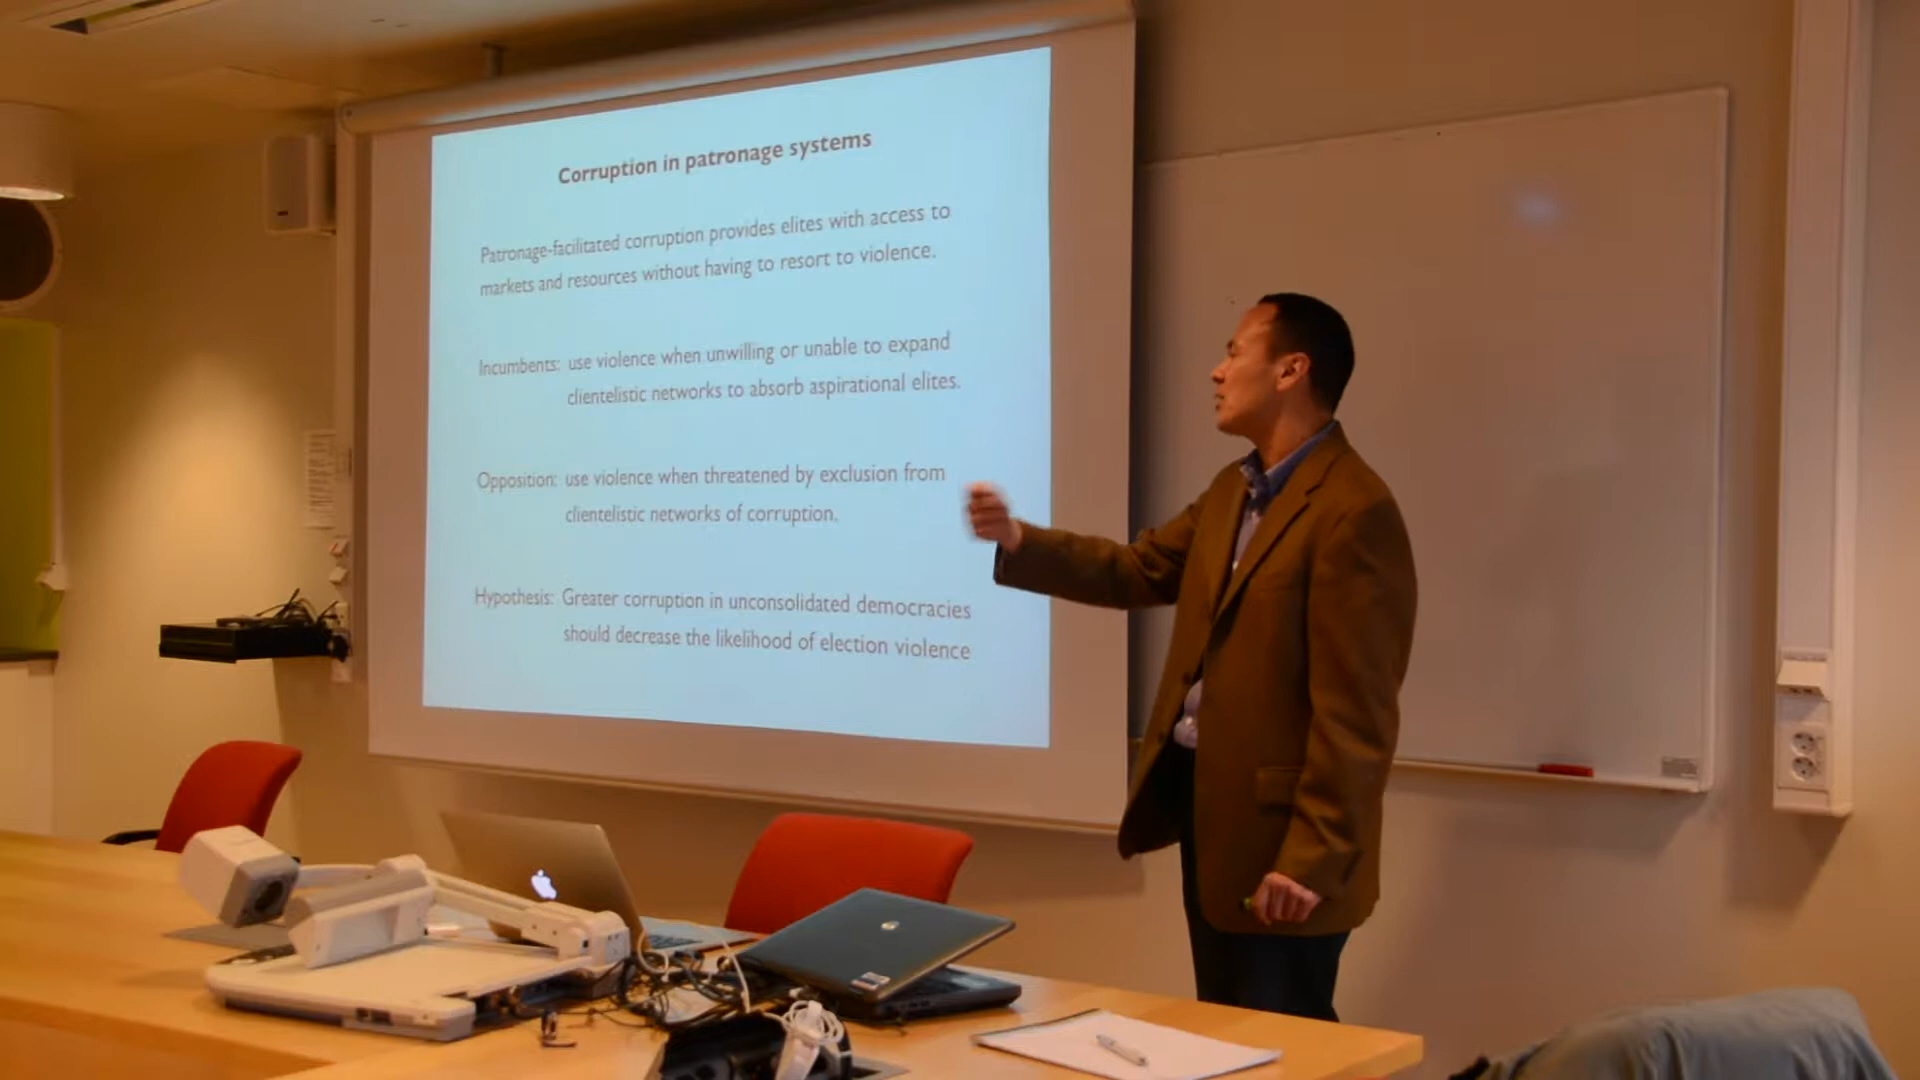 Corruption in patronage systems
Patronage-facilitated corruption provides elites with access to
markets and resources without having to resort to violence.
Incumbents: use violence when unwilling or unable to expand
clientelistic networks to absorb aspirational elites.
Opposition: use violence when threatened by exclusion from
clientelistic networks of corruption.
Hypothesis: Greater corruption in unconsolidated democracies
should decrease the likelihood of election violence